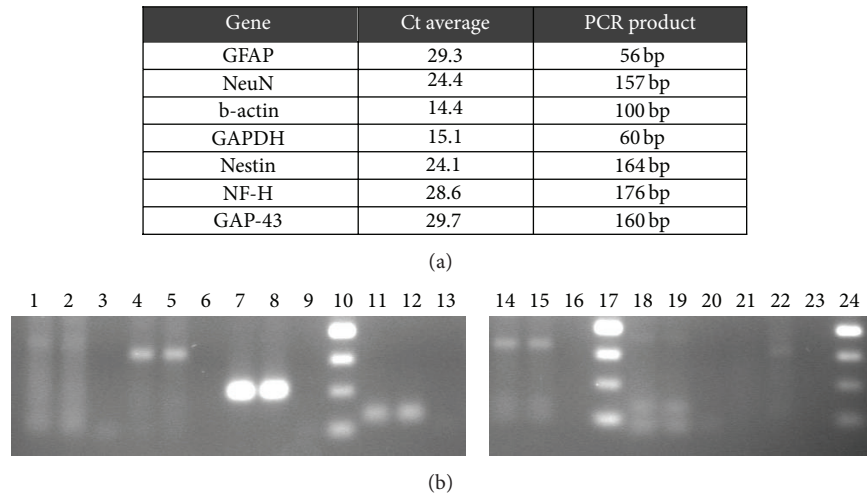 Gene Ct average PCR product
GFAP 29.3 56 bp
NeuN 24.4 157 bp
b-actin 14.4 100 bp
GAPDH 15.1 60 bp
Nestin 24.1 164 bp
NF-H 28.6 176 bp
GAP-43 29.7 160 bp
(a)
1 2 3 4 5 6 7 8 9 10 11 12 13 14 15 16 17 18 19 20 21 22 23 24
(b)